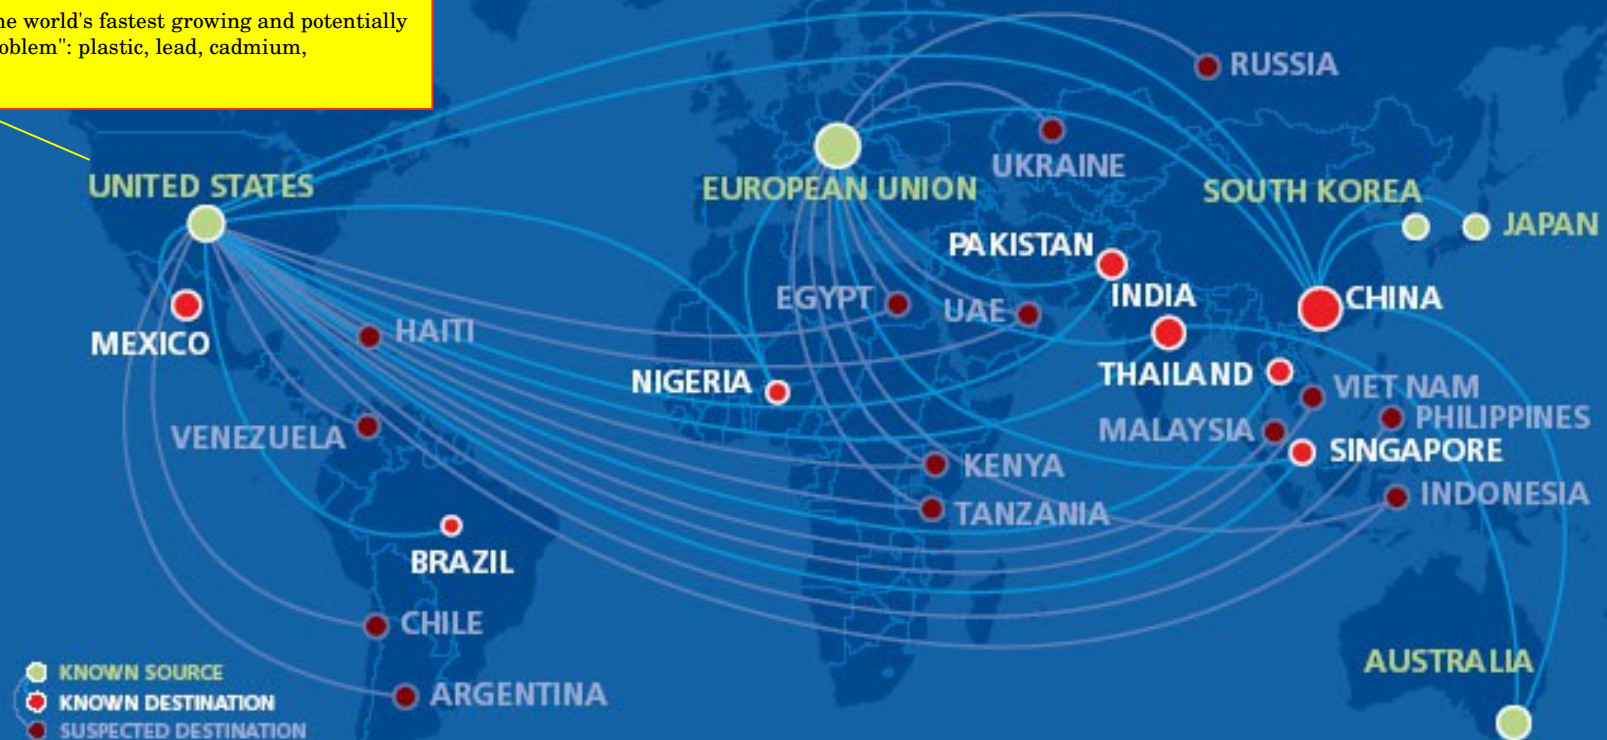 he world's fastest growing and potentially
oblem": plastic, lead, cadmium,
RUSSIA
UKRAINE
UNITED STATES
EUROPEAN UNION
SOUTH KOREA
JAPAN
PAKISTAN
EGYPT
UAE
INDIA
CHINA
MEXICO
HAITI
NIGERIA
THAILAND
VIET NAM
PHILIPPINES
VENEZUELA
MALAYSIA
SINGAPORE
KENYA
INDONESIA
TANZANIA
BRAZIL
CHILE
AUSTRALIA
ARGENTINA
KNOWN SOURCE
KNOWN DESTINATION
SUSPECTED DESTINATION